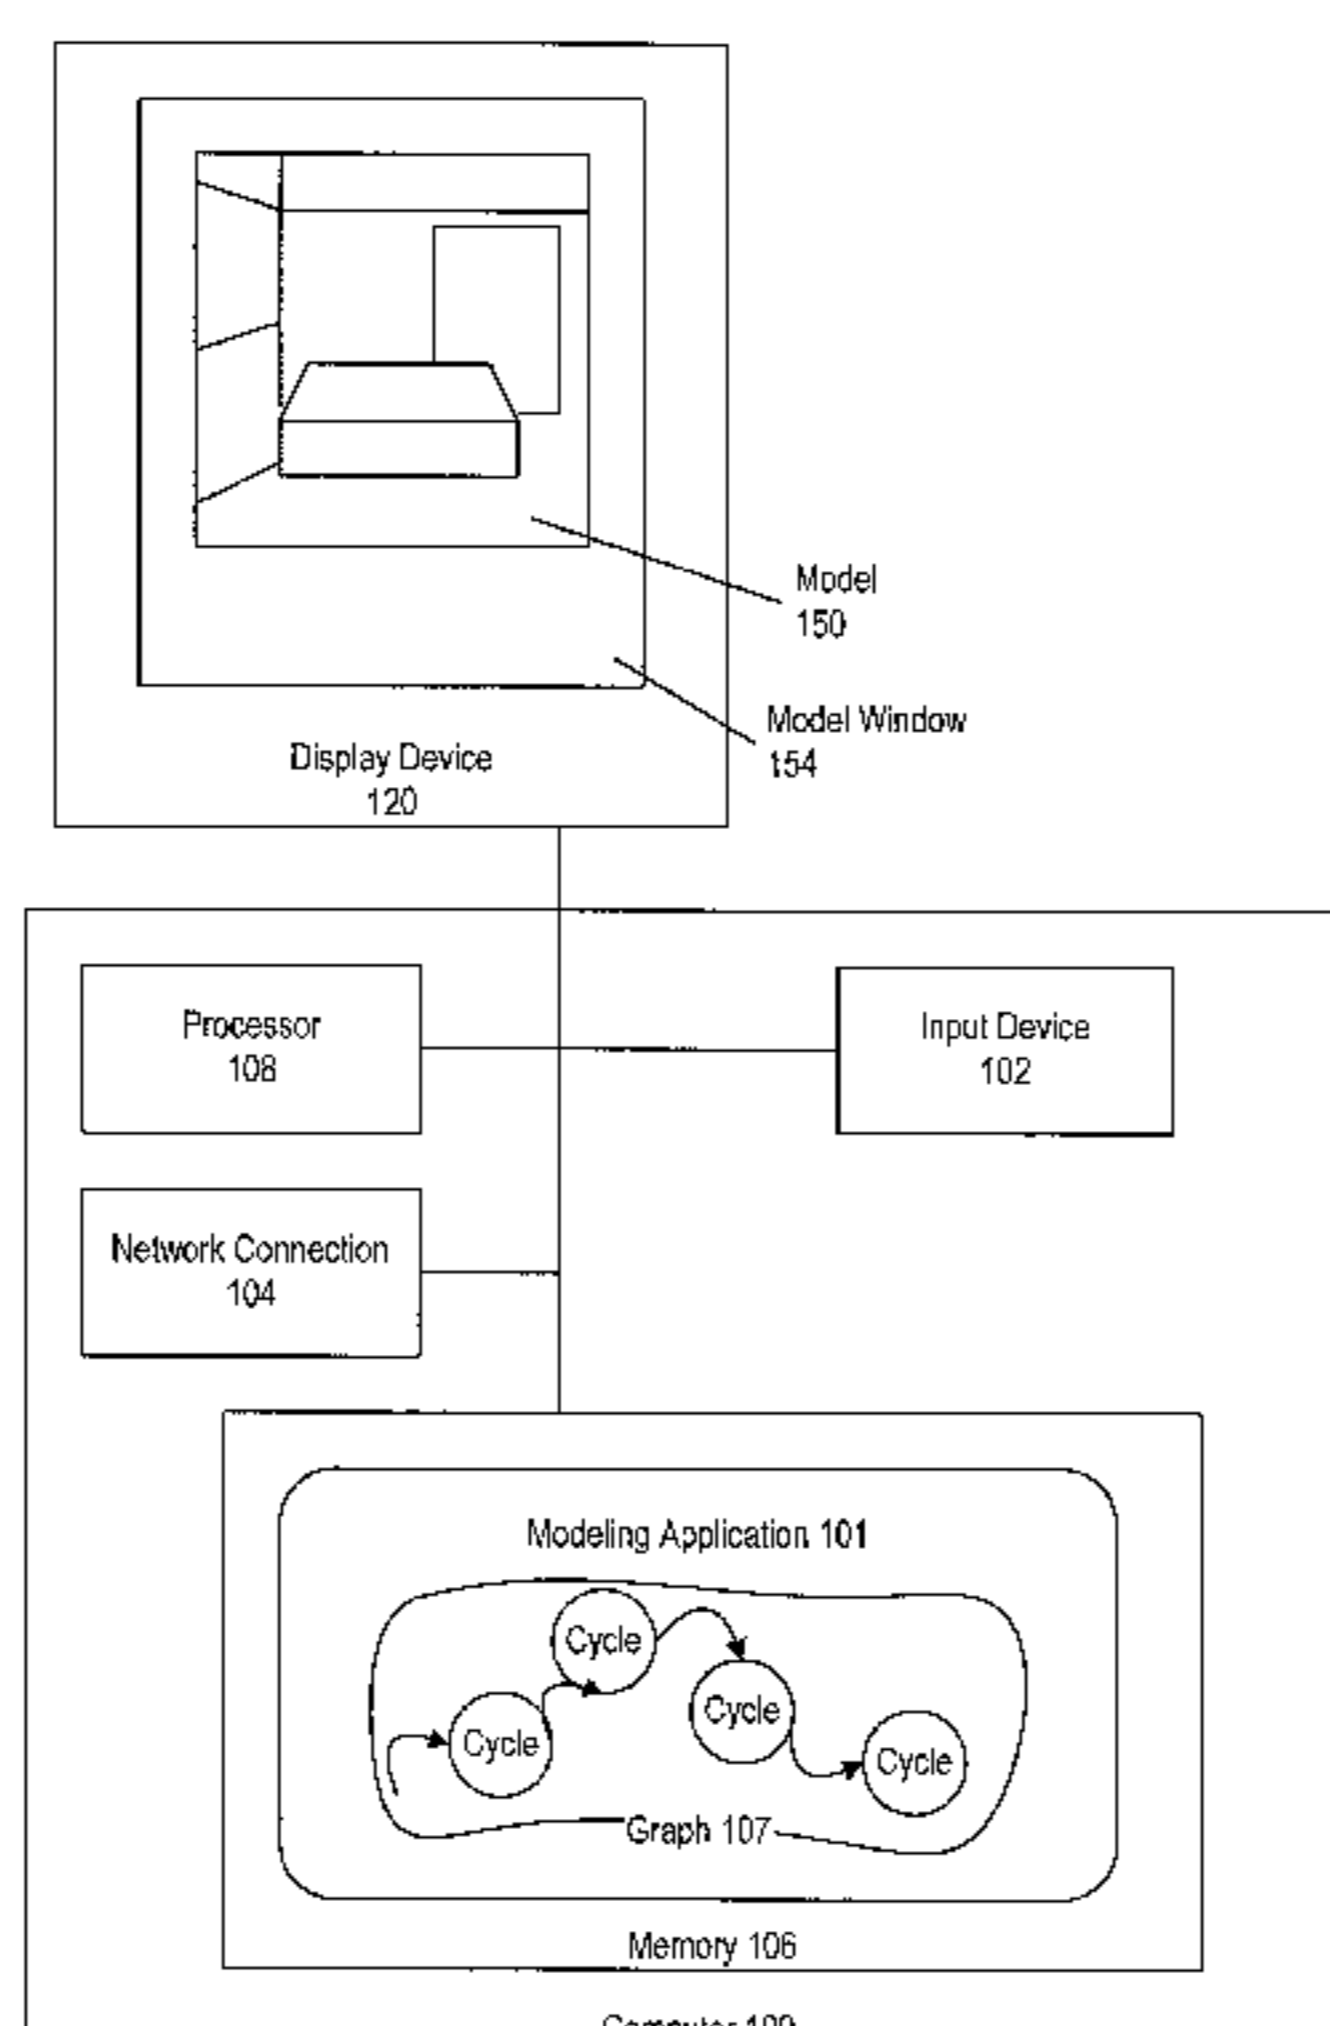 Model
150
Model Window
154
Display Device
120
Processor
108
Input Device
102
Network Connection
104
Modeling Application 101
Cycle
Cycle
Cycle
Cycle
Graph 107
Memory 106